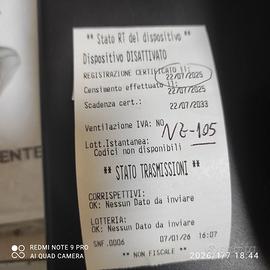 ** Stato RT del dispositivo **
Dispositivo DISATTIVATO
REGISTRAZIONE CERTIFICATO il:
22/07/2025
Censimento effettuato il:
22/07/2025
Scadenza cert.:
22/07/2033
Ventilazione IVA: NO
NE-105
Lott.Istantanea:
Codici non disponibili
** STATO TRASMISSIONI **
CORRISPETTIVI:
OK: Nessun Dato da inviare
LOTTERIA:
OK: Nessun Dato da inviare
SNF.0006 07/01/26 16:07
** NON FISCALE **
ENTE
REDMI NOTE 9 PRO
AI QUAD CAMERA
2026/1/7 18:44